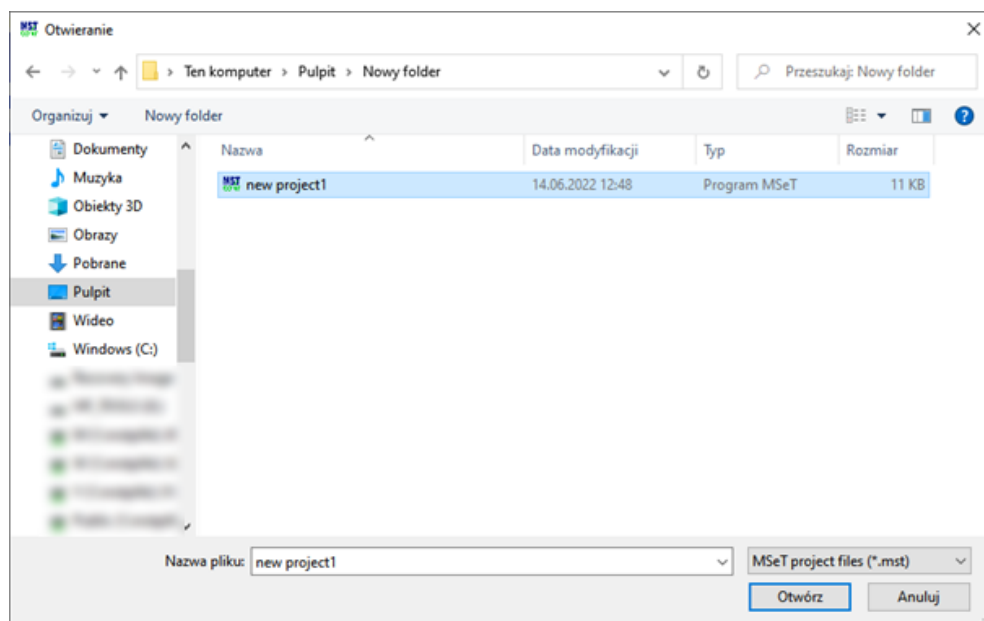 MST Otwieranie
Ten komputer > Pulpit > Nowy folder
Przeszukaj: Nowy folder
Organizuj Nowy folder
?
Nazwa Data modyfikacji Typ Rozmiar
MST new project1 14.06.2022 12:48 Program MSeT 11 KB
Dokumenty
Muzyka
Obiekty 3D
Obrazy
Pobrane
Pulpit
Wideo
Windows (C:)
Nazwa pliku: new project1 MSeT project files (*.mst)
Otwórz Anuluj